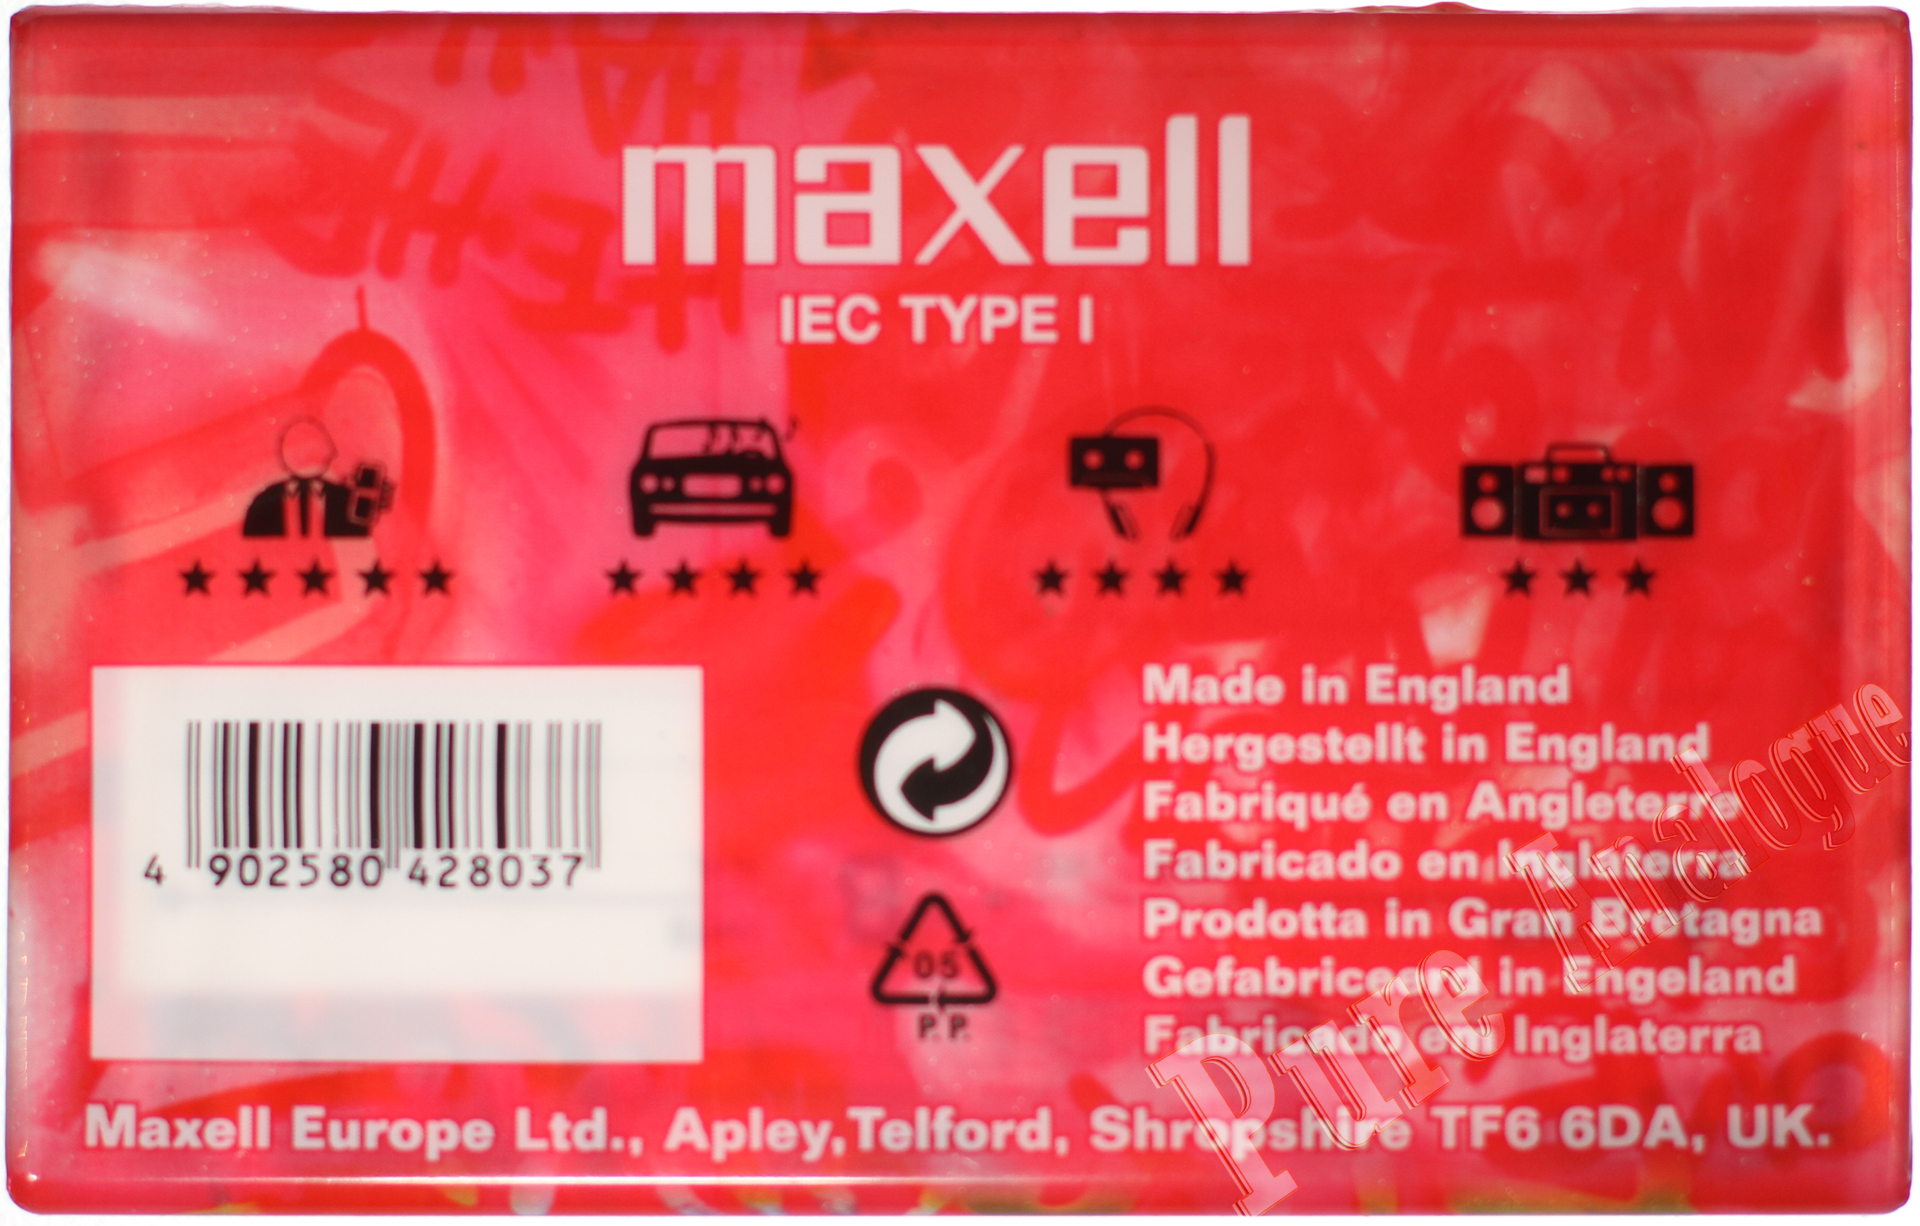 maxell
IEC TYPE I
Made in England
Hergestellt in England
Fabriqué en Angleterre
Fabricado en Inglaterra
Prodotta in Gran Bretagna
Gefabriceerd in Engeland
Fabricado em Inglaterra
4 902580 428037
05
P.P.
Maxell Europe Ltd., Apley,Telford, Shropshire TF6 6DA, UK.
Pure Analogue